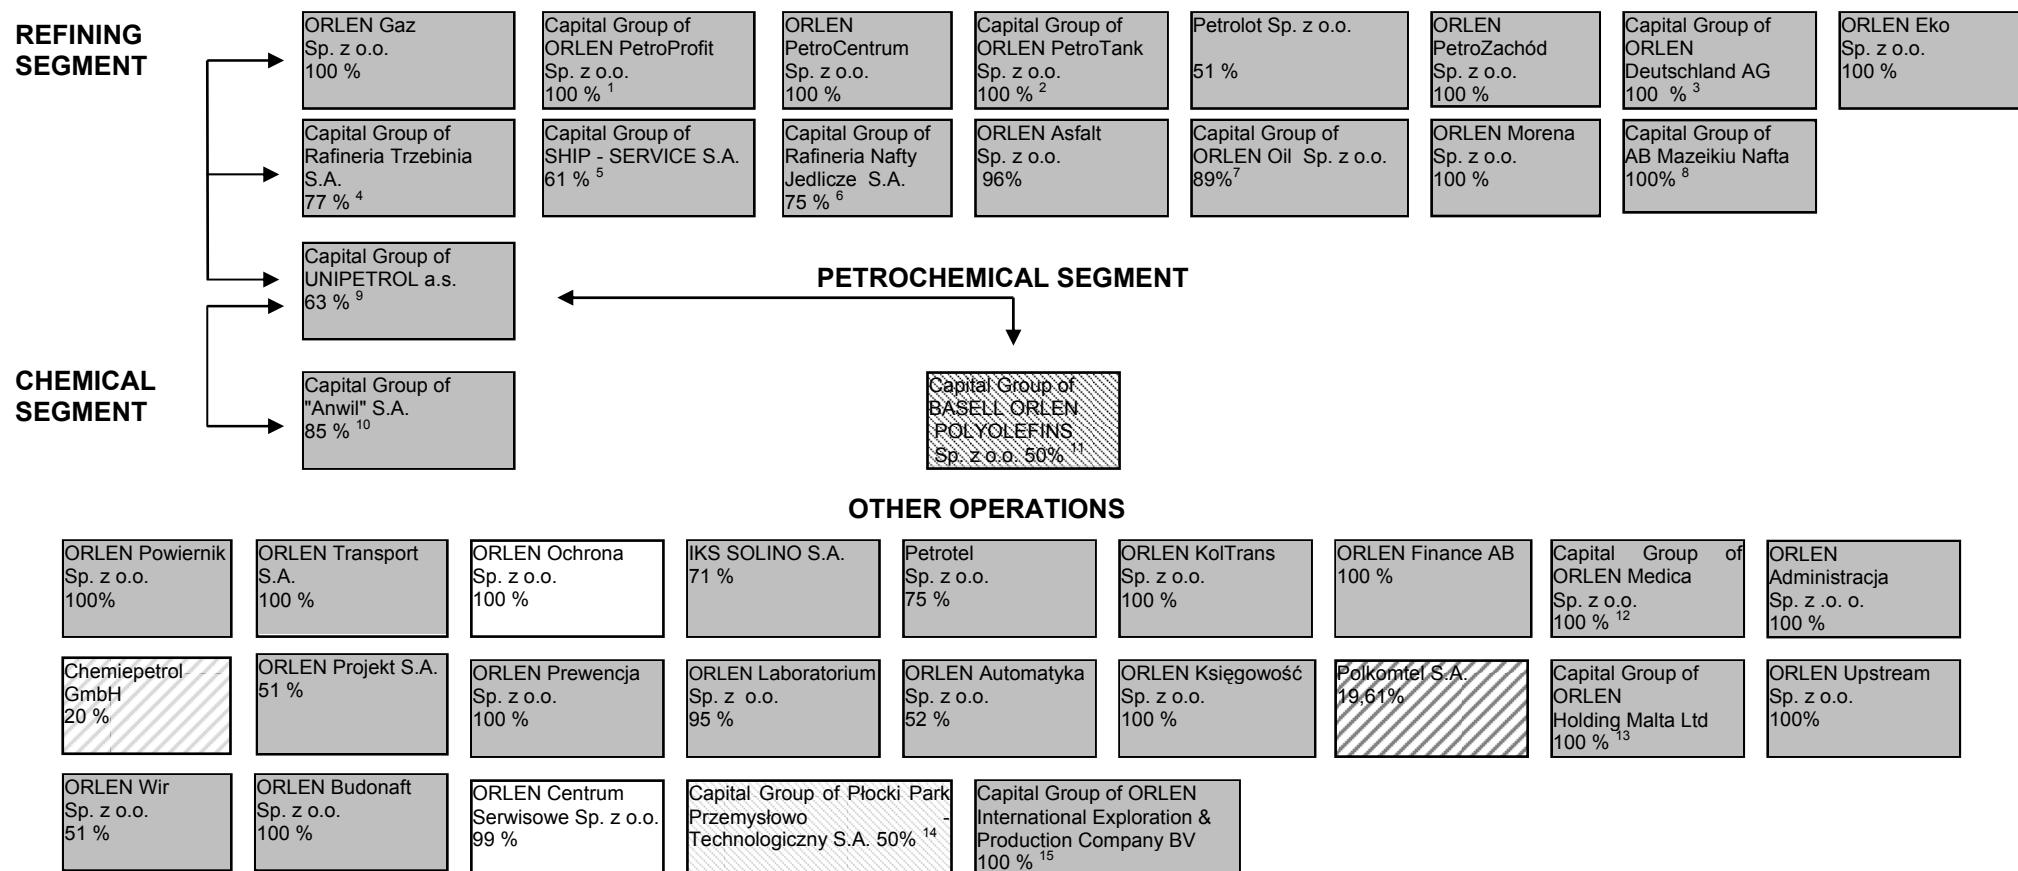 REFINING
SEGMENT
ORLEN Gaz
Sp. z o.o.
100 %
Capital Group of
ORLEN PetroProfit
Sp. z o.o.
100 % 1
ORLEN
PetroCentrum
Sp. z o.o.
100 %
Capital Group of
ORLEN PetroTank
Sp. z o.o.
100 % 2
Petrolot Sp. z o.o.
51 %
ORLEN
PetroZachód
Sp. z o.o.
100 %
Capital Group of
ORLEN
Deutschland AG
100 % 3
ORLEN Eko
Sp. z o.o.
100 %
Capital Group of
Rafineria Trzebinia
S.A.
77 % 4
Capital Group of
SHIP - SERVICE S.A.
61 % 5
Capital Group of
Rafineria Nafty
Jedlicze S.A.
75 % 6
ORLEN Asfalt
Sp. z o.o.
96%
Capital Group of
ORLEN Oil Sp. z o.o.
89%7
ORLEN Morena
Sp. z o.o.
100 %
Capital Group of
AB Mazeikiu Nafta
100% 8
Capital Group of
UNIPETROL a.s.
63 % 9
PETROCHEMICAL SEGMENT
CHEMICAL
SEGMENT
Capital Group of
"Anwil" S.A.
85 % 10
Capital Group of
BASELL ORLEN
POLYOLEFINS
Sp. z o.o. 50% 11
OTHER OPERATIONS
ORLEN Powiernik
Sp. z o.o.
100%
ORLEN Transport
S.A.
100 %
ORLEN Ochrona
Sp. z o.o.
100 %
IKS SOLINO S.A.
71 %
Petrotel
Sp. z o.o.
75 %
ORLEN KolTrans
Sp. z o.o.
100 %
ORLEN Finance AB
100 %
Capital Group of
ORLEN Medica
Sp. z o.o.
100 % 12
ORLEN
Administracja
Sp. z .o. o.
100 %
Chemiepetrol
GmbH
20 %
ORLEN Projekt S.A.
51 %
ORLEN Prewencja
Sp. z o.o.
100 %
ORLEN Laboratorium
Sp. z o.o.
95 %
ORLEN Automatyka
Sp. z o.o.
52 %
ORLEN Księgowość
Sp. z o.o.
100 %
Polkomtel S.A.
19,61%
Capital Group of
ORLEN
Holding Malta Ltd
100 % 13
ORLEN Upstream
Sp. z o.o.
100%
ORLEN Wir
Sp. z o.o.
51 %
ORLEN Budonaft
Sp. z o.o.
100 %
ORLEN Centrum
Serwisowe Sp. z o.o.
99 %
Capital Group of Płocki Park
Przemysłowo -
Technologiczny S.A. 50% 14
Capital Group of ORLEN
International Exploration &
Production Company BV
100 % 15